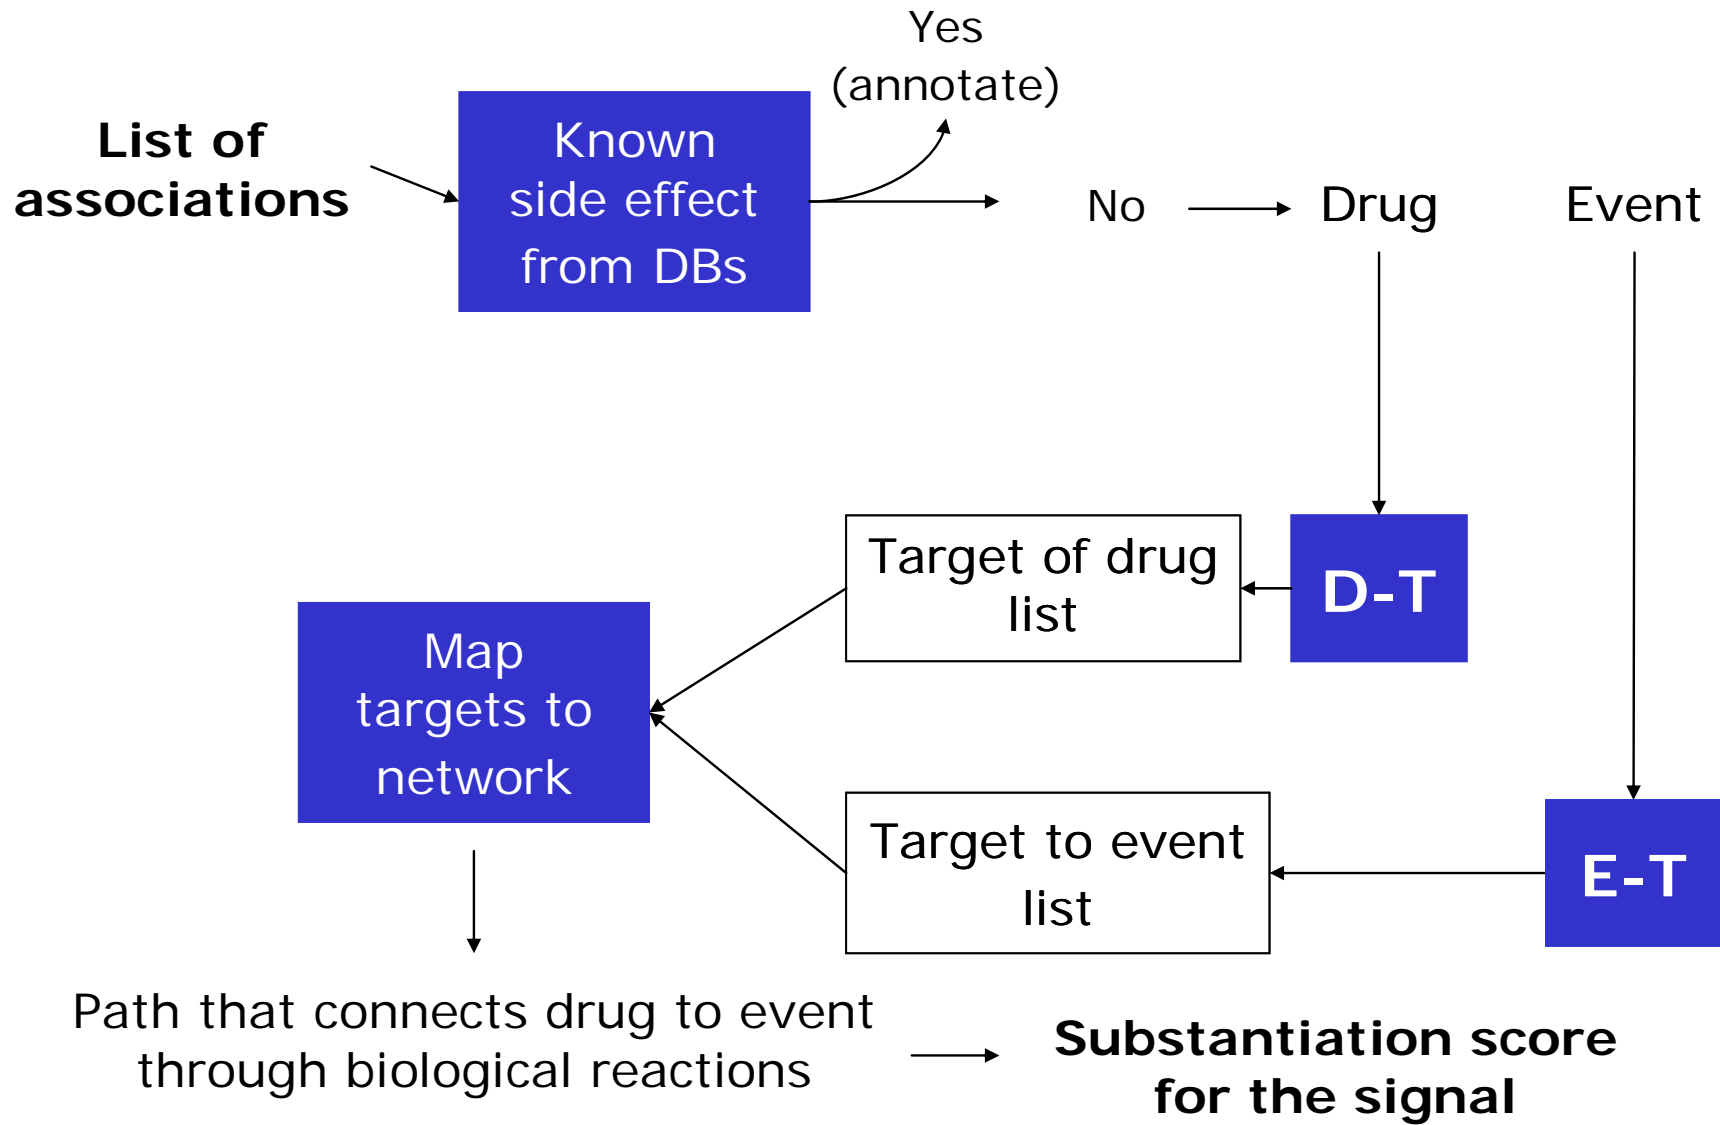 Yes
(annotate)
List of
associations
Known
side effect
from DBs
No
Drug
Event
Target of drug
list
D-T
Map
targets to
network
Target to event
list
E-T
Path that connects drug to event
through biological reactions
Substantiation score
for the signal